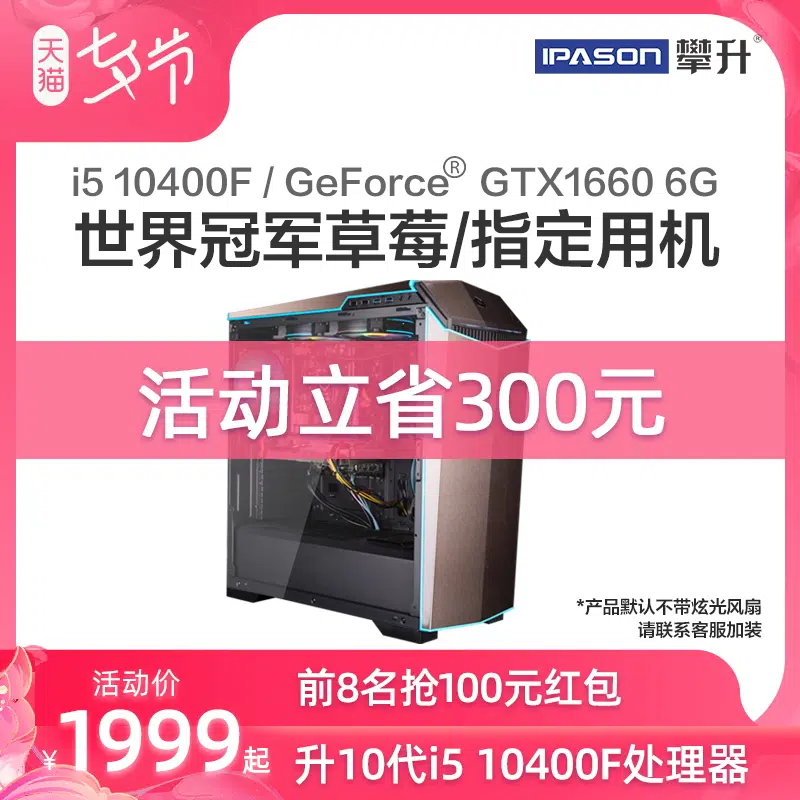 天猫
七夕节
IPASON 攀升®
i5 10400F / GeForce® GTX1660 6G
世界冠军草莓/指定用机
活动立省300元
*产品默认不带炫光风扇
请联系客服加装
活动价
¥1999起
前8名抢100元红包
升10代i5 10400F处理器